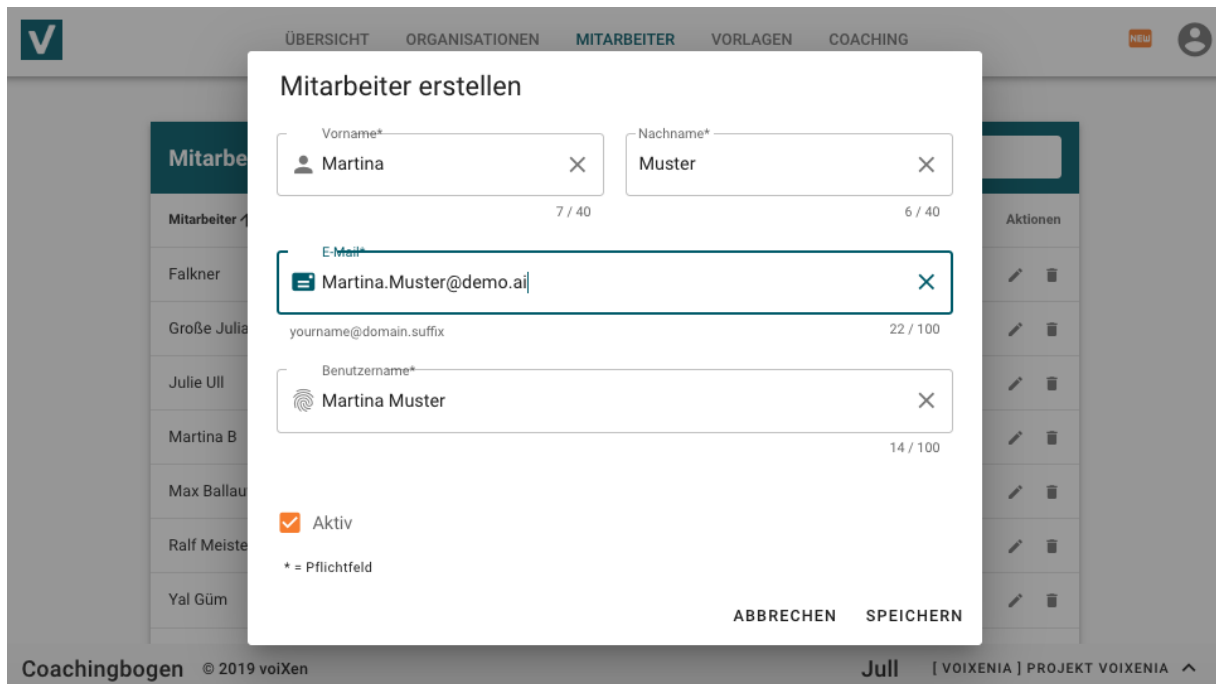 V ÜBERSICHT ORGANISATIONEN MITARBEITER VORLAGEN COACHING NEW
Mitarbeiter erstellen
Vorname* Nachname*
Mitarbe Martina Muster
7 / 40 6 / 40
Mitarbeiter Aktionen
E-Mail*
Falkner Martina.Muster@demo.ai
Große Julia yourname@domain.suffix 22 / 100
Benutzername*
Julie Ull
Martina Muster
Martina B 14 / 100
Max Ballau
Aktiv
Ralf Meiste
* = Pflichtfeld
Yal Güm
ABBRECHEN SPEICHERN
Coachingbogen © 2019 voiXen Jull [ VOIXENIA ] PROJEKT VOIXENIA